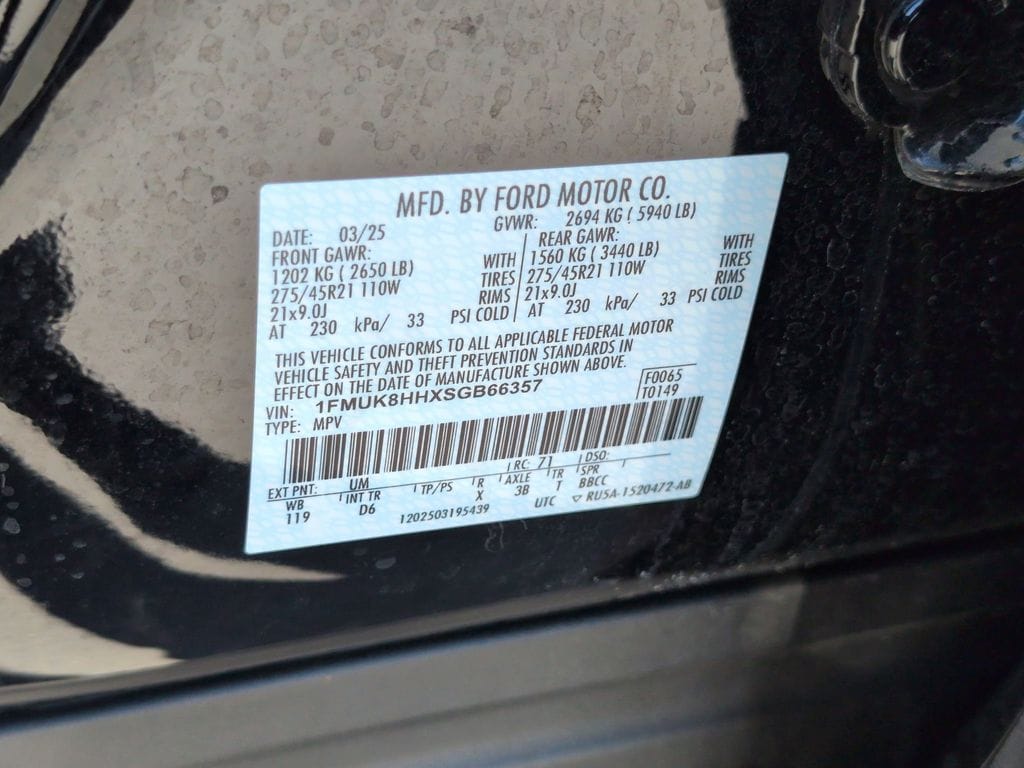 MFD. BY FORD MOTOR CO.
DATE: 03/25 GVWR: 2694 KG ( 5940 LB)
FRONT GAWR: REAR GAWR:
1202 KG ( 2650 LB) WITH 1560 KG ( 3440 LB) WITH
275/45R21 110W TIRES 275/45R21 110W TIRES
21x9.0J RIMS 21x9.0J RIMS
AT 230 kPa/ 33 PSI COLD AT 230 kPa/ 33 PSI COLD
THIS VEHICLE CONFORMS TO ALL APPLICABLE FEDERAL MOTOR
VEHICLE SAFETY AND THEFT PREVENTION STANDARDS IN
EFFECT ON THE DATE OF MANUFACTURE SHOWN ABOVE.
VIN: 1FMUK8HHXSGB66357 F0065
TYPE: MPV T0149
EXT PNT: UM RC: 71 DSO:
WB INT TR TP/PS R AXLE TR SPR
119 D6 X 3B T BBCC
1202503195439 UTC ▽ RU5A-1520472-AB